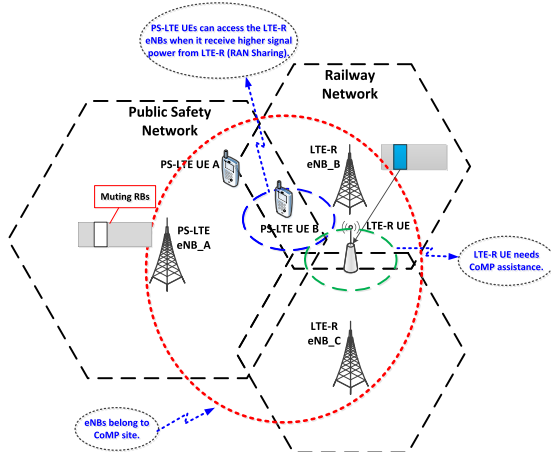 PS-LTE UEs can access the LTE-R
eNBs when it receive higher signal
power from LTE-R (RAN Sharing).
Railway
Network
Public Safety
Network
LTE-R
eNB_B
PS-LTE UE A
Muting RBs
PS-LTE
eNB_A
PS-LTE UE B
LTE-R UE
LTE-R UE needs
CoMP assistance.
LTE-R
eNB_C
eNBs belong to
CoMP site.